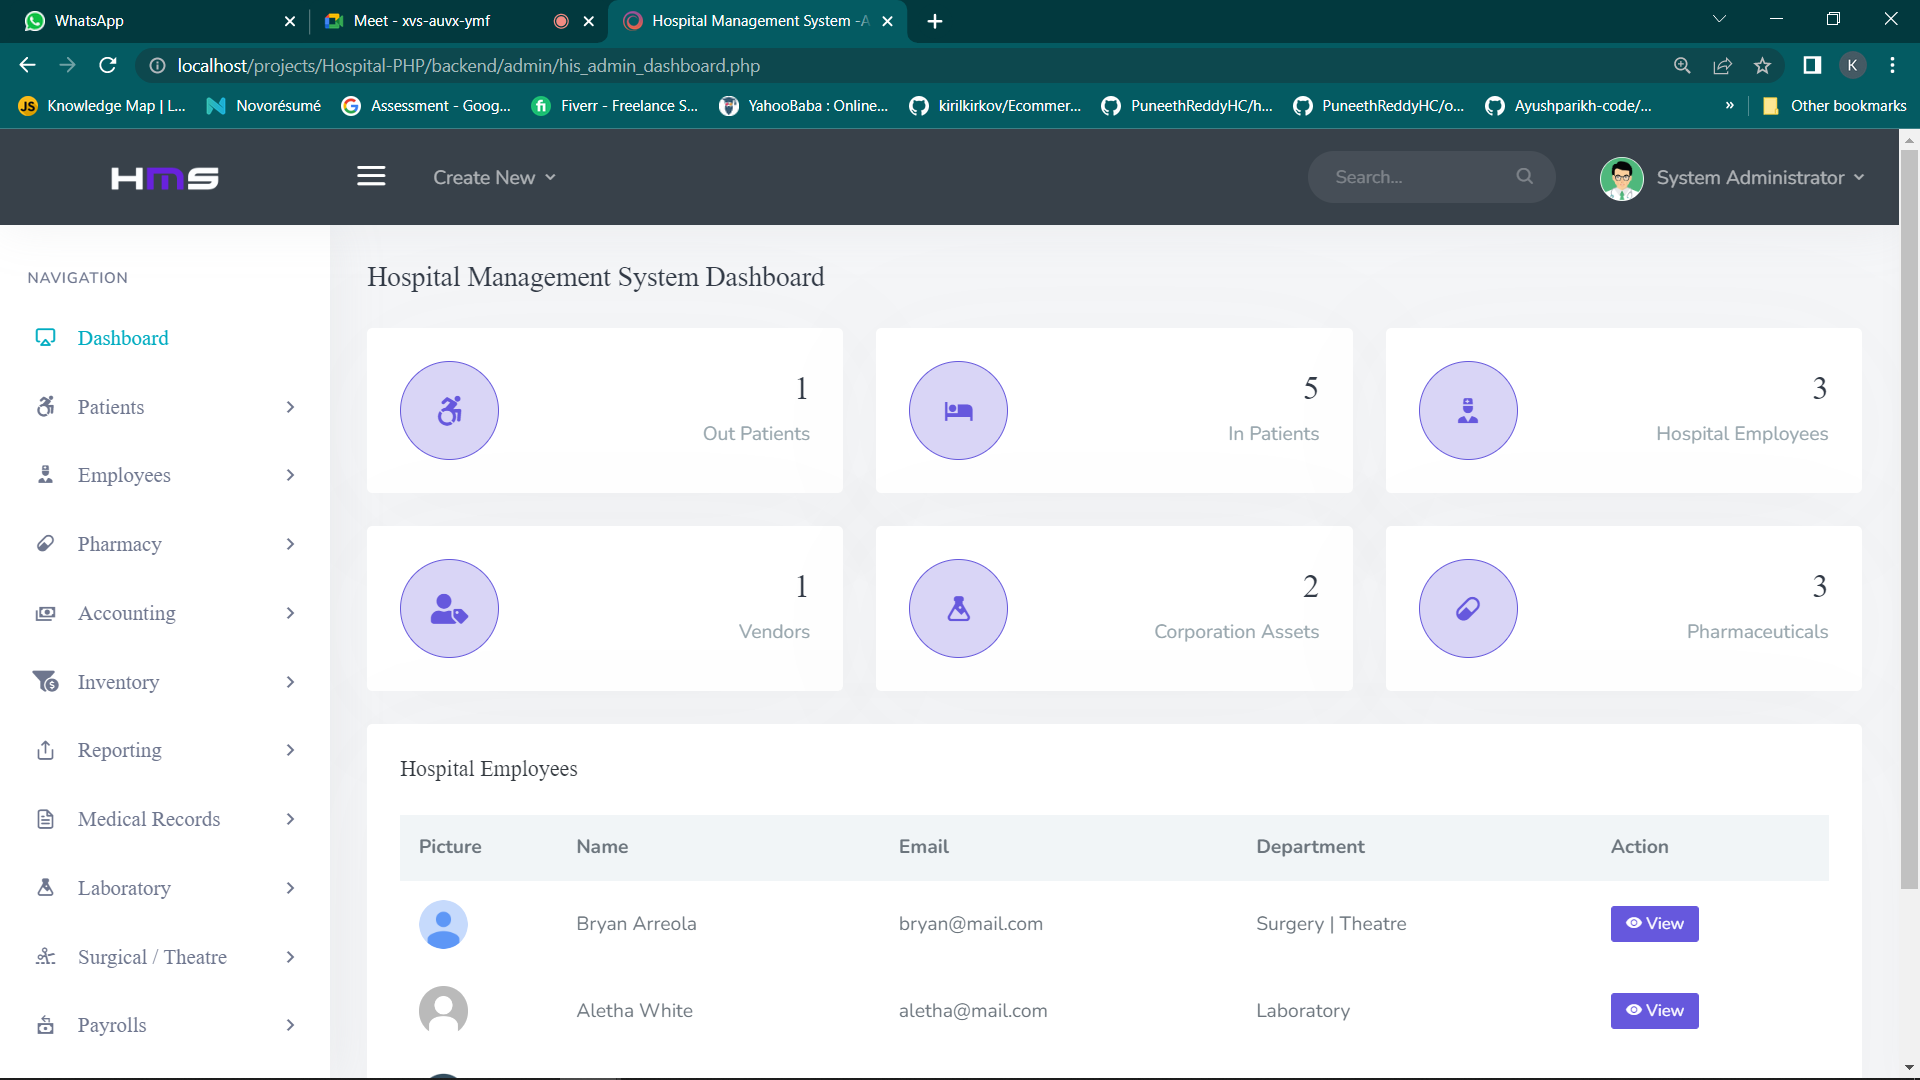 WhatsApp
Meet - xvs-auvx-ymf
Hospital Management System -A
localhost/projects/Hospital-PHP/backend/admin/his_admin_dashboard.php
K
JS Knowledge Map | L...
Novorésumé
Assessment - Goog...
fi Fiverr - Freelance S...
YahooBaba : Online...
kirilkirkov/Ecommer...
PuneethReddyHC/h...
PuneethReddyHC/o...
Ayushparikh-code/...
»
Other bookmarks
HMS
Create New
Search...
System Administrator
NAVIGATION
Dashboard
Patients
Employees
Pharmacy
Accounting
Inventory
Reporting
Medical Records
Laboratory
Surgical / Theatre
Payrolls
Hospital Management System Dashboard
1
Out Patients
5
In Patients
3
Hospital Employees
1
Vendors
2
Corporation Assets
3
Pharmaceuticals
Hospital Employees
Picture Name Email Department Action
Bryan Arreola bryan@mail.com Surgery | Theatre View
Aletha White aletha@mail.com Laboratory View